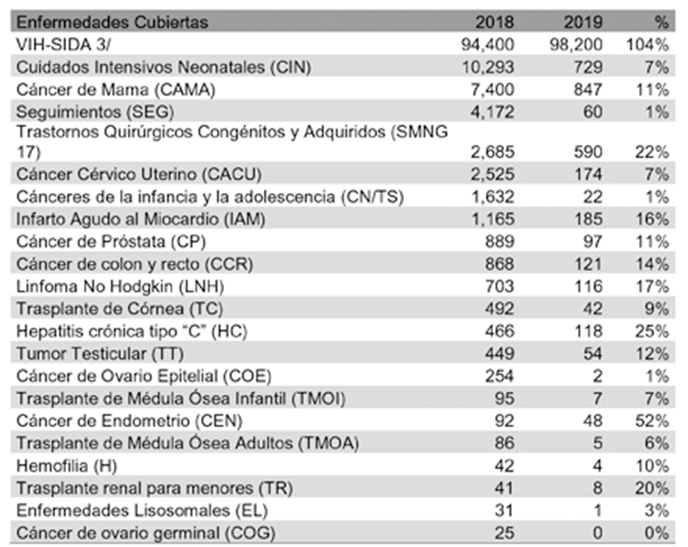 Enfermedades Cubiertas 2018 2019 %
VIH-SIDA 3/ 94,400 98,200 104%
Cuidados Intensivos Neonatales (CIN) 10,293 729 7%
Cáncer de Mama (CAMA) 7,400 847 11%
Seguimientos (SEG) 4,172 60 1%
Trastornos Quirúrgicos Congénitos y Adquiridos (SMNG
17) 2,685 590 22%
Cáncer Cérvico Uterino (CACU) 2,525 174 7%
Cánceres de la infancia y la adolescencia (CN/TS) 1,632 22 1%
Infarto Agudo al Miocardio (IAM) 1,165 185 16%
Cáncer de Próstata (CP) 889 97 11%
Cáncer de colon y recto (CCR) 868 121 14%
Linfoma No Hodgkin (LNH) 703 116 17%
Trasplante de Córnea (TC) 492 42 9%
Hepatitis crónica tipo “C” (HC) 466 118 25%
Tumor Testicular (TT) 449 54 12%
Cáncer de Ovario Epitelial (COE) 254 2 1%
Trasplante de Médula Ósea Infantil (TMOI) 95 7 7%
Cáncer de Endometrio (CEN) 92 48 52%
Trasplante de Médula Ósea Adultos (TMOA) 86 5 6%
Hemofilia (H) 42 4 10%
Trasplante renal para menores (TR) 41 8 20%
Enfermedades Lisosomales (EL) 31 1 3%
Cáncer de ovario germinal (COG) 25 0 0%